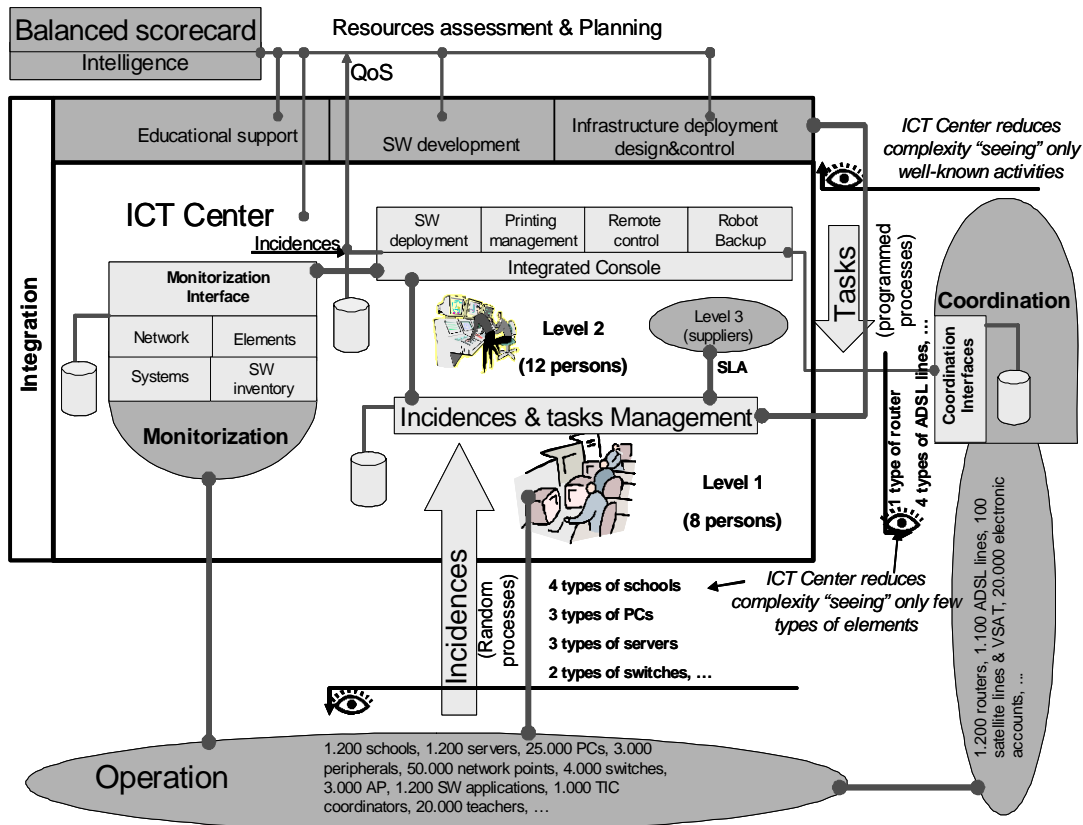 Balanced scorecard
Intelligence
Resources assessment & Planning
QoS
Educational support
SW development
Infrastructure deployment
design&control
ICT Center reduces
complexity “seeing” only
well-known activities
Integration
ICT Center
Incidences
SW
deployment
Printing
management
Remote
control
Robot
Backup
Integrated Console
Monitorization
Interface
Network
Elements
Systems
SW
inventory
Monitorization
Level 2
(12 persons)
Level 3
(suppliers)
SLA
Incidences & tasks Management
Level 1
(8 persons)
Tasks
(programmed
processes)
Coordination
Coordination
Interfaces
1 type of router
4 types of ADSL lines, ...
Incidences
(Random
processes)
4 types of schools
3 types of PCs
3 types of servers
2 types of switches, ...
ICT Center reduces
complexity “seeing” only few
types of elements
1.200 routers, 1.100 ADSL lines, 100
satellite lines & VSAT, 20.000 electronic
accounts, ...
Operation
1.200 schools, 1.200 servers, 25.000 PCs, 3.000
peripherals, 50.000 network points, 4.000 switches,
3.000 AP, 1.200 SW applications, 1.000 TIC
coordinators, 20.000 teachers, ...